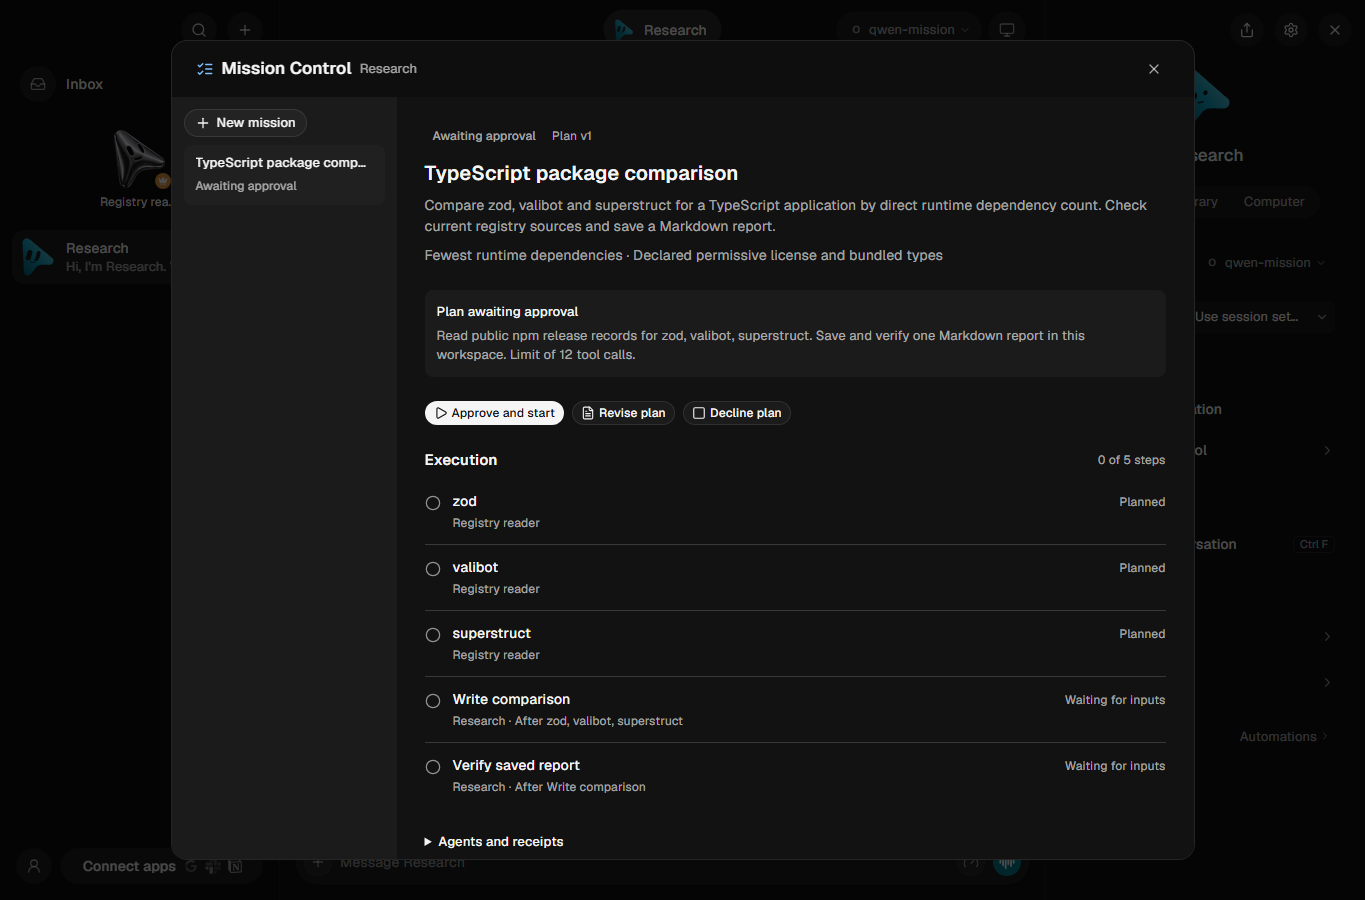 Research
qwen-mission
Inbox
Registry rea...
Research
Hi, I'm Research.
Connect apps
Mission Control Research
New mission
TypeScript package comp...
Awaiting approval
Awaiting approval Plan v1
TypeScript package comparison
Compare zod, valibot and superstruct for a TypeScript application by direct runtime dependency count. Check
current registry sources and save a Markdown report.
Fewest runtime dependencies · Declared permissive license and bundled types
Plan awaiting approval
Read public npm release records for zod, valibot, superstruct. Save and verify one Markdown report in this
workspace. Limit of 12 tool calls.
Approve and start Revise plan Decline plan
Execution 0 of 5 steps
zod Planned
Registry reader
valibot Planned
Registry reader
superstruct Planned
Registry reader
Write comparison Waiting for inputs
Research · After zod, valibot, superstruct
Verify saved report Waiting for inputs
Research · After Write comparison
Agents and receipts
Message Research
search
rary Computer
qwen-mission
Use session set...
ation
ol
rsation Ctrl F
Automations